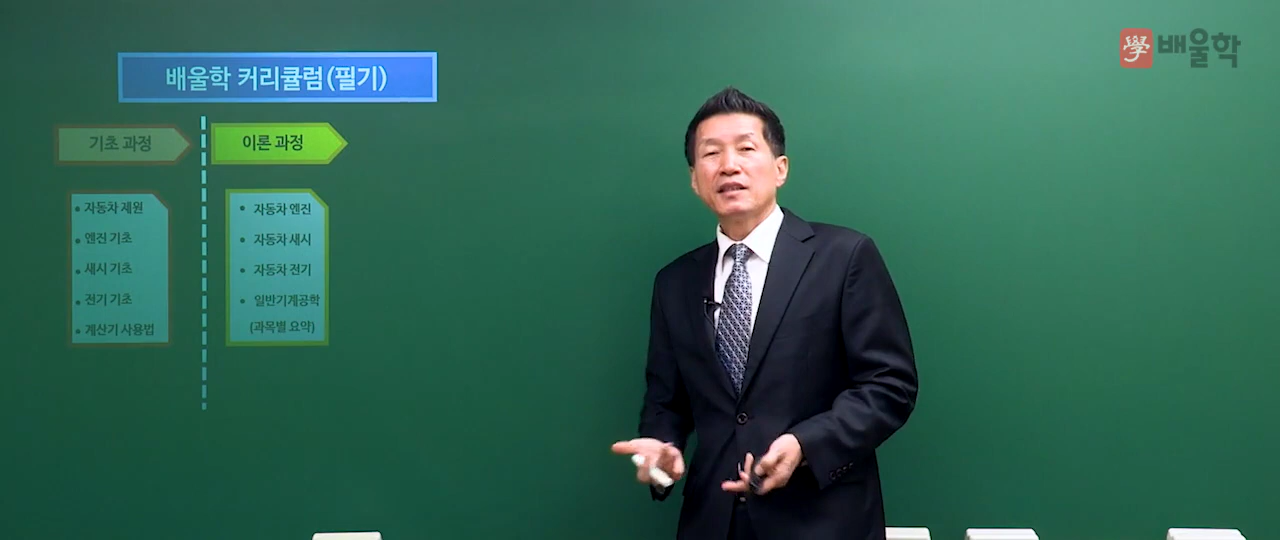 學 배울학
배울학 커리큘럼(필기)
기초 과정
• 자동차 제원
• 엔진 기초
• 섀시 기초
• 전기 기초
• 계산기 사용법
이론 과정
• 자동차 엔진
• 자동차 섀시
• 자동차 전기
• 일반기계공학
(과목별 요약)